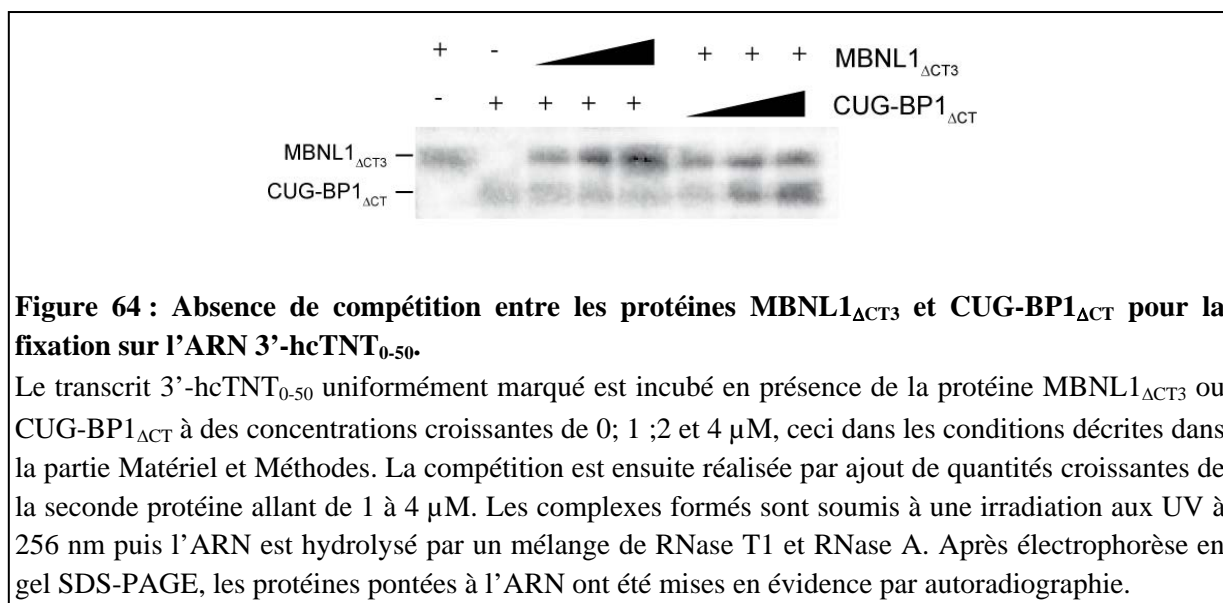 + - + + + MBNL1ΔCT3
- + + + + CUG-BP1ΔCT
MBNL1ΔCT3
CUG-BP1ΔCT
Figure 64 : Absence de compétition entre les protéines MBNL1ΔCT3 et CUG-BP1ΔCT pour la
fixation sur l’ARN 3’-hcTNT0-50.
Le transcrit 3’-hcTNT0-50 uniformément marqué est incubé en présence de la protéine MBNL1ΔCT3 ou
CUG-BP1ΔCT à des concentrations croissantes de 0; 1 ;2 et 4 µM, ceci dans les conditions décrites dans
la partie Matériel et Méthodes. La compétition est ensuite réalisée par ajout de quantités croissantes de
la seconde protéine allant de 1 à 4 µM. Les complexes formés sont soumis à une irradiation aux UV à
256 nm puis l’ARN est hydrolysé par un mélange de RNase T1 et RNase A. Après électrophorèse en
gel SDS-PAGE, les protéines pontées à l’ARN ont été mises en évidence par autoradiographie.